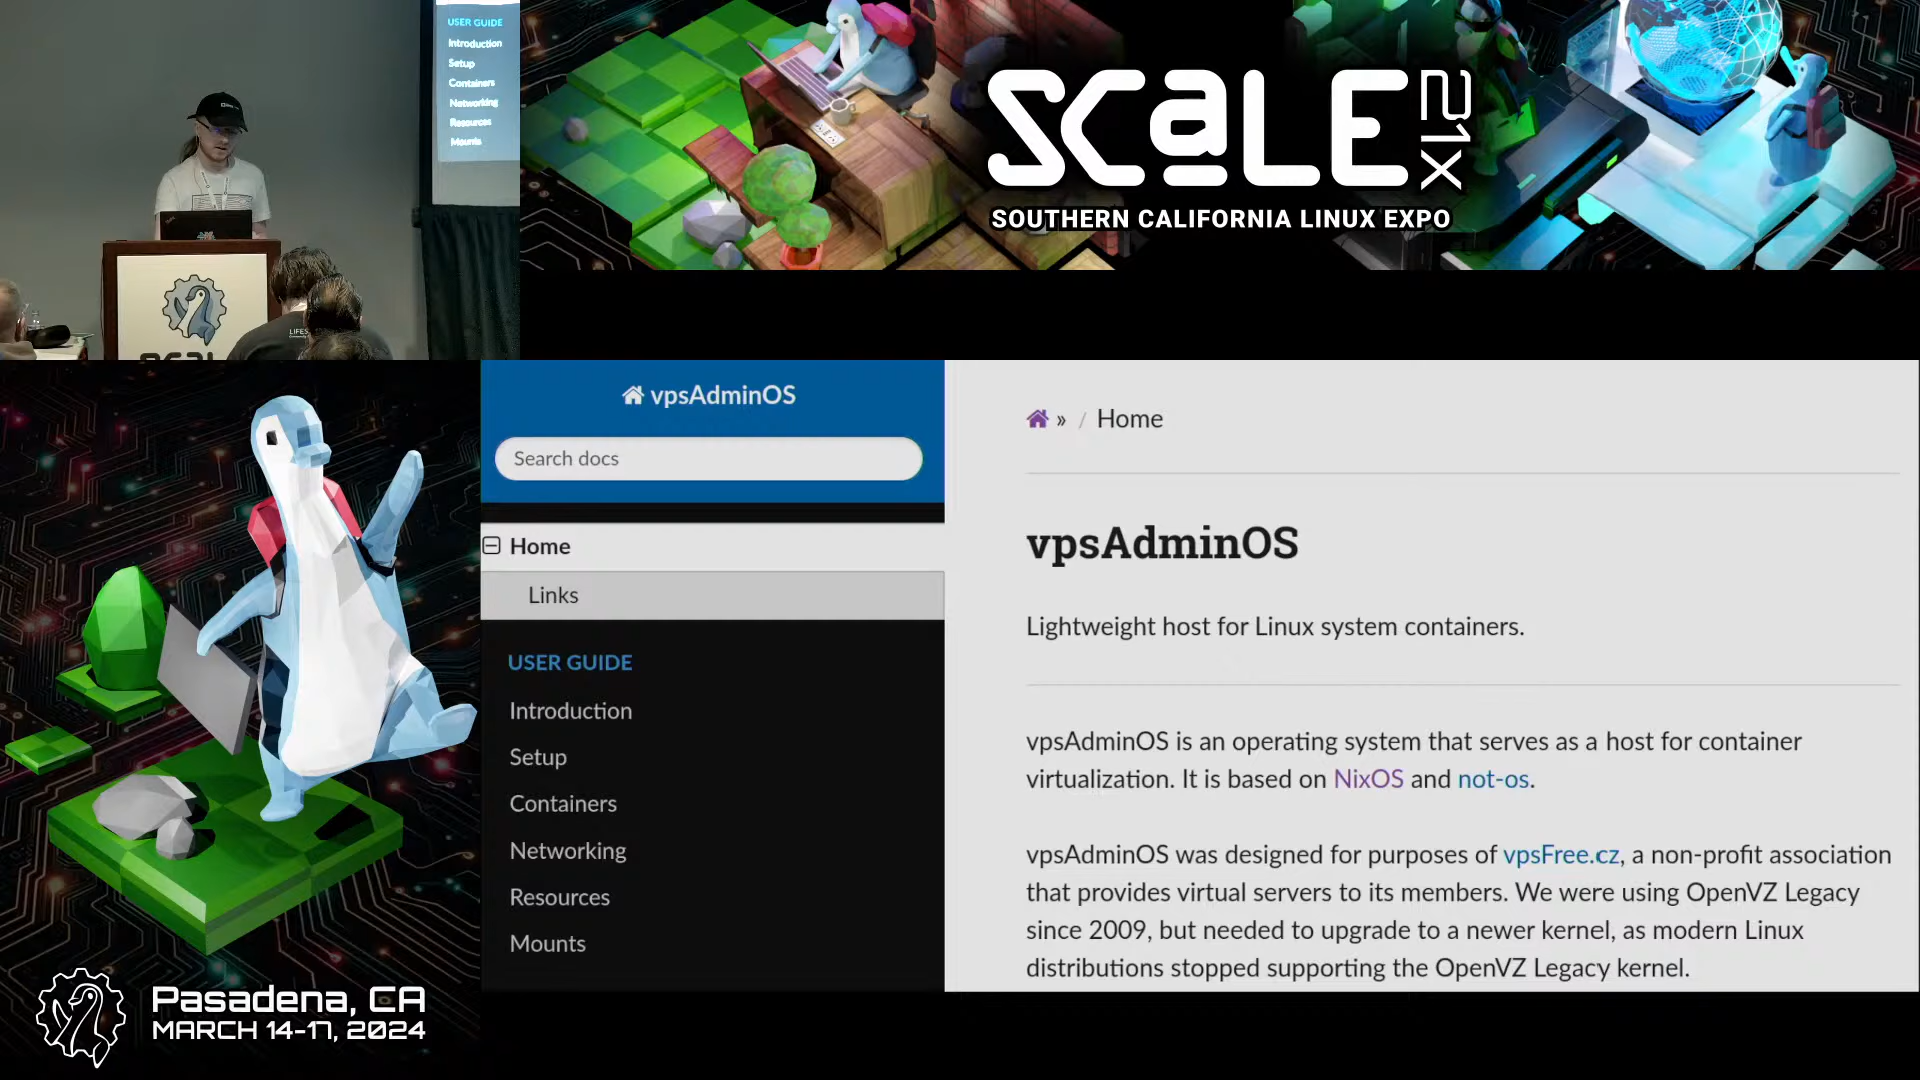 USER GUIDE
Introduction
Setup
Containers
Networking
Resources
Mounts
SCaLE 21X
SOUTHERN CALIFORNIA LINUX EXPO
LIFES
SCALE
vpsAdminOS
Search docs
Home
Links
USER GUIDE
Introduction
Setup
Containers
Networking
Resources
Mounts
» / Home
vpsAdminOS
Lightweight host for Linux system containers.
vpsAdminOS is an operating system that serves as a host for container
virtualization. It is based on NixOS and not-os.
vpsAdminOS was designed for purposes of vpsFree.cz, a non-profit association
that provides virtual servers to its members. We were using OpenVZ Legacy
since 2009, but needed to upgrade to a newer kernel, as modern Linux
distributions stopped supporting the OpenVZ Legacy kernel.
Pasadena, CA
MARCH 14-17, 2024